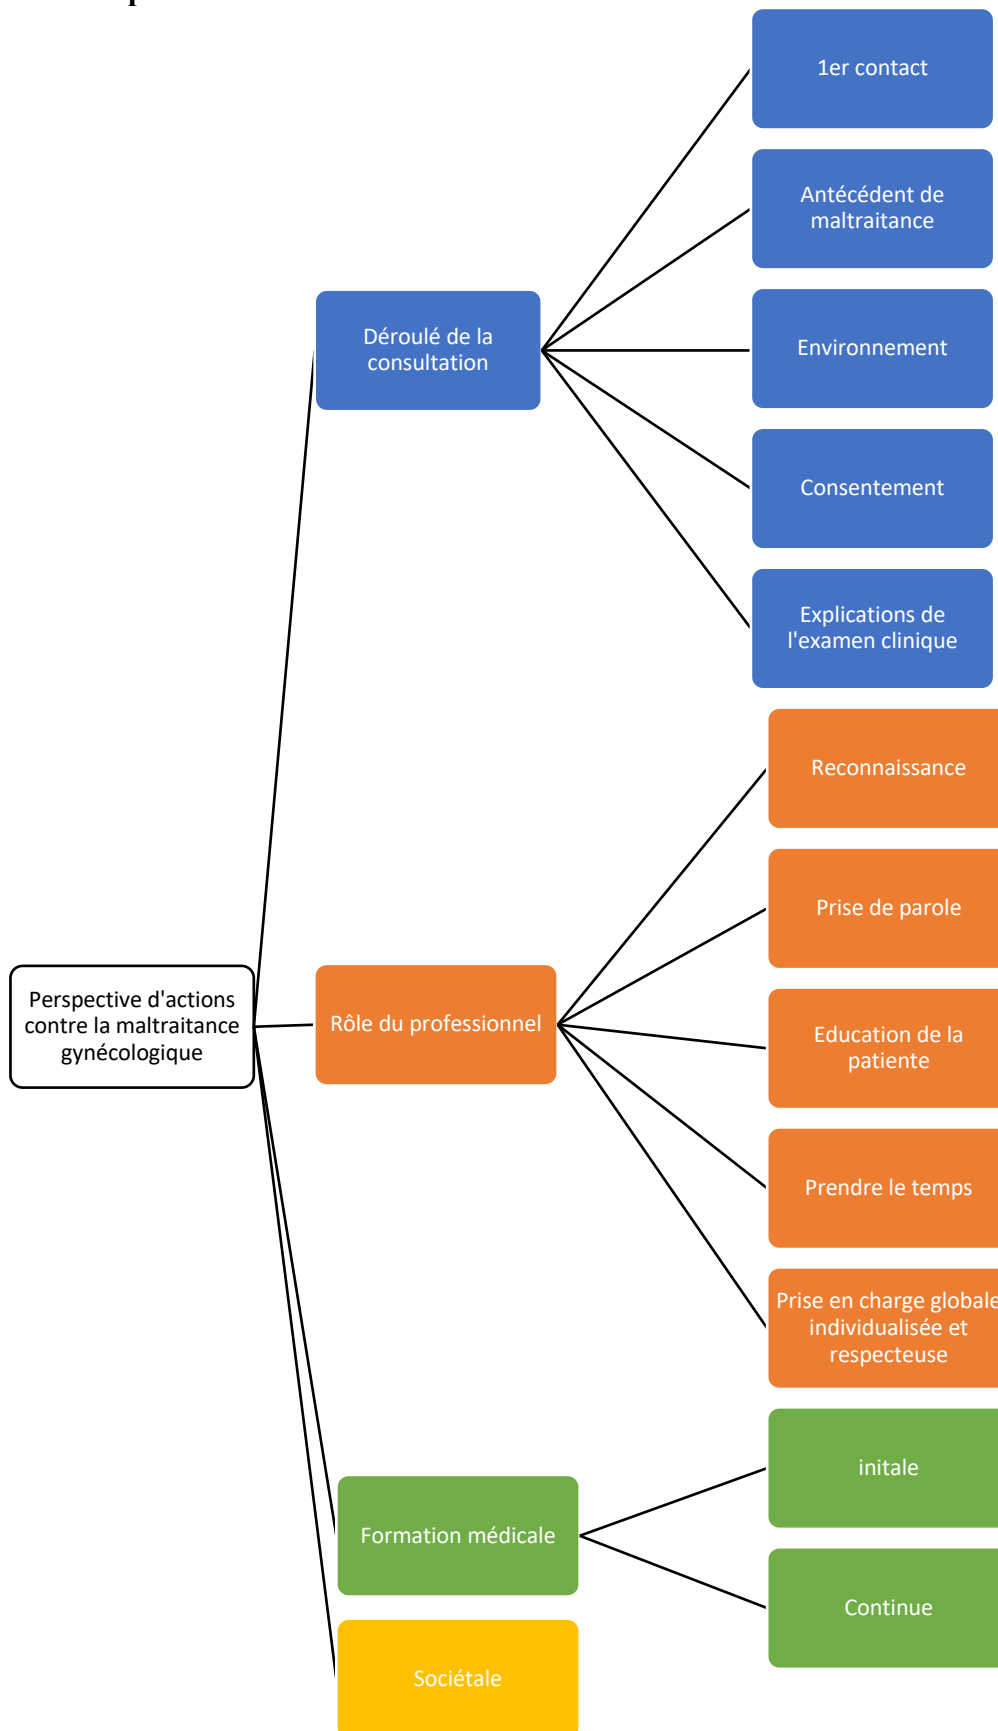 1er contact
Antécédent de
maltraitance
Déroulé de la
consultation
Environnement
Consentement
Explications de
l'examen clinique
Reconnaissance
Prise de parole
Perspective d'actions
contre la maltraitance
gynécologique
Rôle du professionnel
Education de la
patiente
Prendre le temps
Prise en charge globale
individualisée et
respecteuse
initale
Formation médicale
Continue
Sociétale